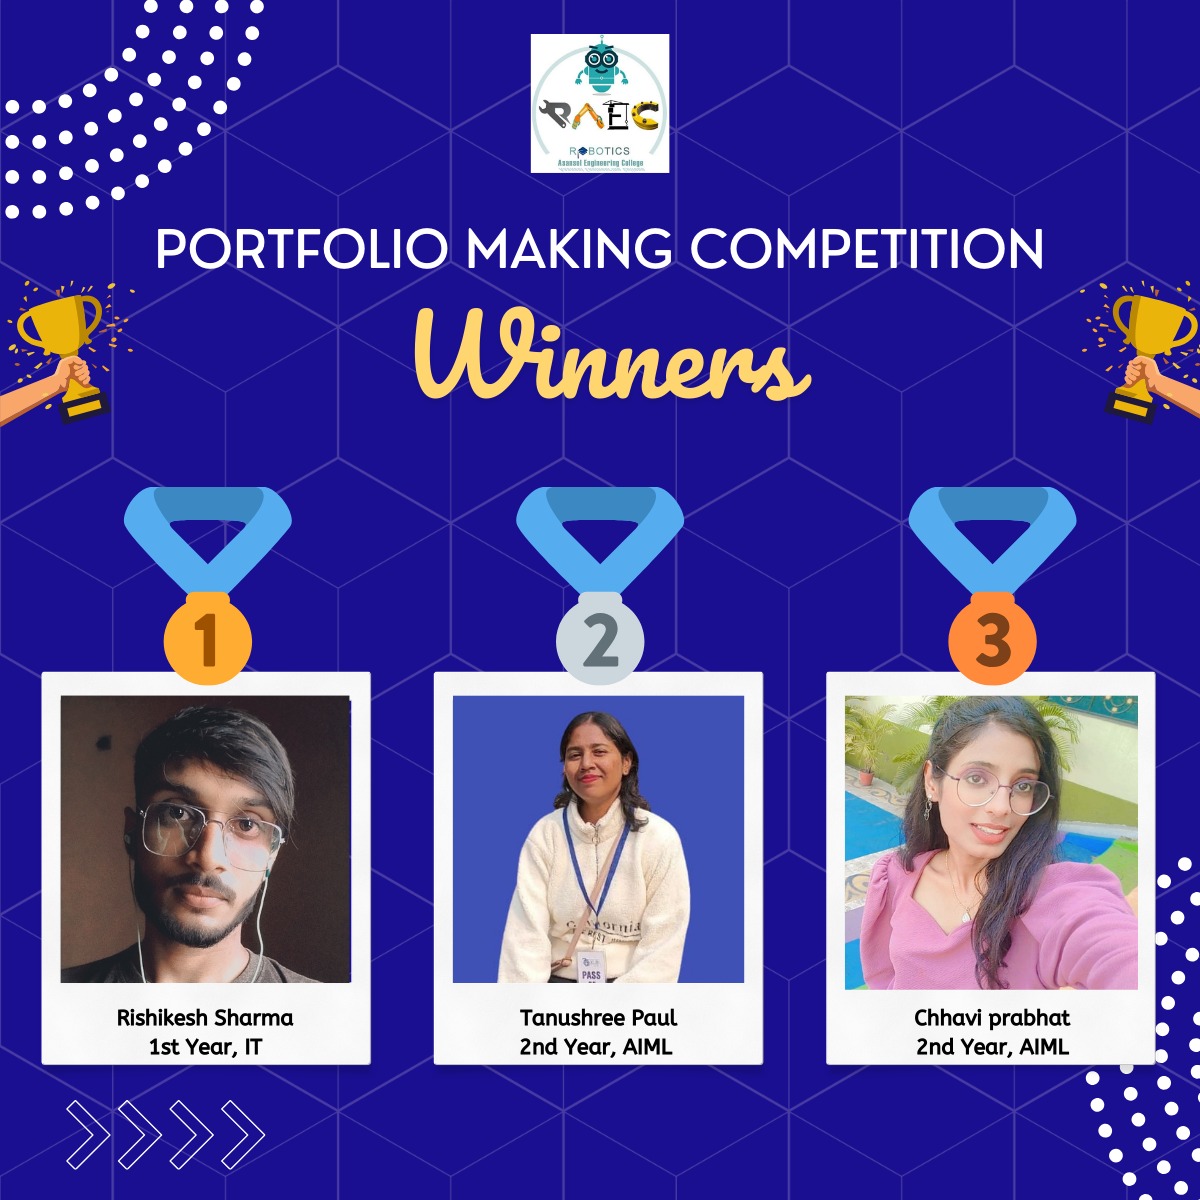 RAEC
ROBOTICS
Asansol Engineering College
PORTFOLIO MAKING COMPETITION
Winners
1
2
3
PASS
Rishikesh Sharma
1st Year, IT
Tanushree Paul
2nd Year, AIML
Chhavi prabhat
2nd Year, AIML